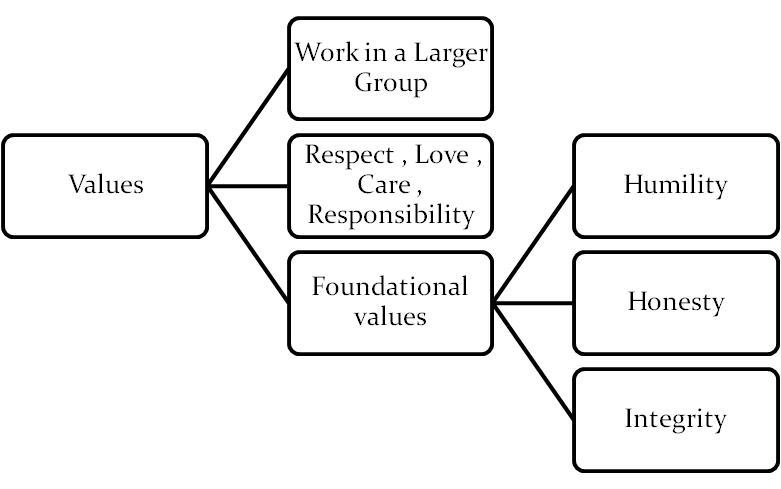 Values
Work in a Larger
Group
Respect , Love ,
Care ,
Responsibility
Foundational
values
Humility
Honesty
Integrity